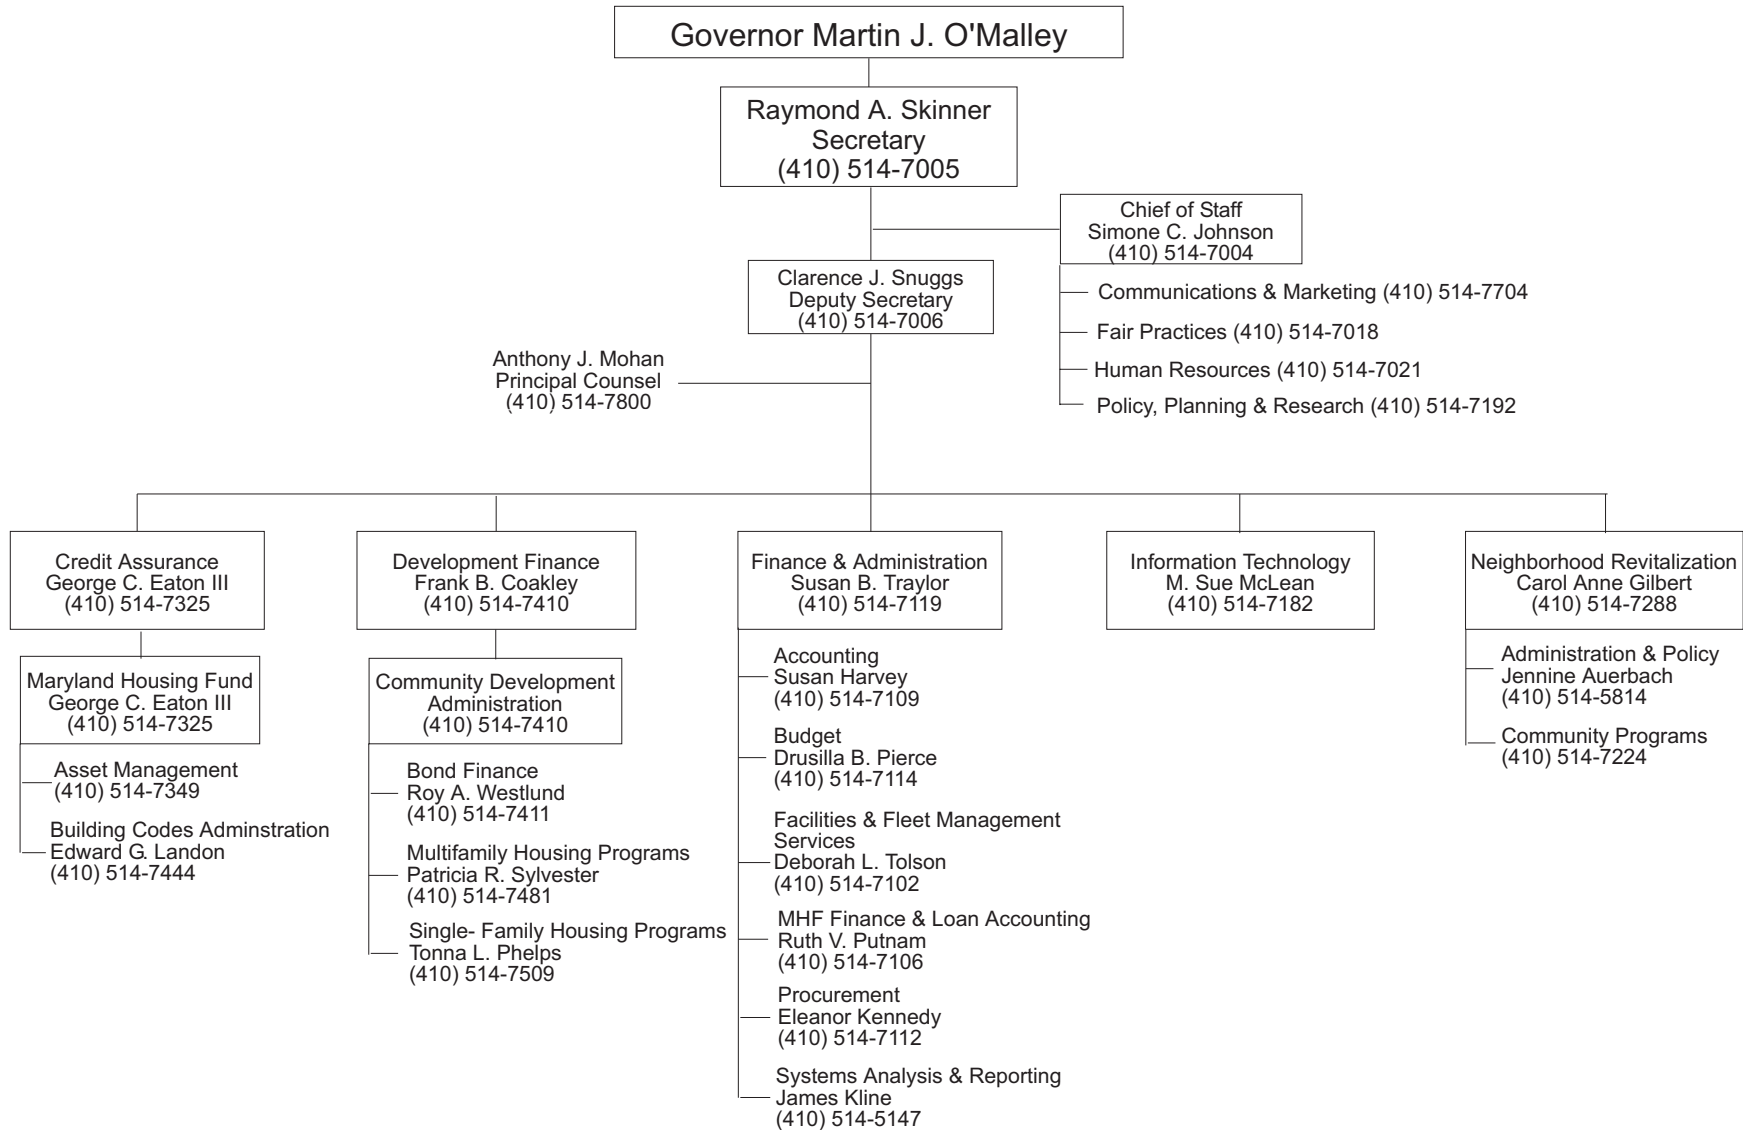 Governor Martin J. O'Malley
Raymond A. Skinner
Secretary
(410) 514-7005
Chief of Staff
Simone C. Johnson
(410) 514-7004
Communications & Marketing (410) 514-7704
Fair Practices (410) 514-7018
Human Resources (410) 514-7021
Policy, Planning & Research (410) 514-7192
Clarence J. Snuggs
Deputy Secretary
(410) 514-7006
Anthony J. Mohan
Principal Counsel
(410) 514-7800
Credit Assurance
George C. Eaton III
(410) 514-7325
Maryland Housing Fund
George C. Eaton III
(410) 514-7325
Asset Management
(410) 514-7349
Building Codes Adminstration
Edward G. Landon
(410) 514-7444
Development Finance
Frank B. Coakley
(410) 514-7410
Community Development
Administration
(410) 514-7410
Bond Finance
Roy A. Westlund
(410) 514-7411
Multifamily Housing Programs
Patricia R. Sylvester
(410) 514-7481
Single- Family Housing Programs
Tonna L. Phelps
(410) 514-7509
Finance & Administration
Susan B. Traylor
(410) 514-7119
Accounting
Susan Harvey
(410) 514-7109
Budget
Drusilla B. Pierce
(410) 514-7114
Facilities & Fleet Management
Services
Deborah L. Tolson
(410) 514-7102
MHF Finance & Loan Accounting
Ruth V. Putnam
(410) 514-7106
Procurement
Eleanor Kennedy
(410) 514-7112
Systems Analysis & Reporting
James Kline
(410) 514-5147
Information Technology
M. Sue McLean
(410) 514-7182
Neighborhood Revitalization
Carol Anne Gilbert
(410) 514-7288
Administration & Policy
Jennine Auerbach
(410) 514-5814
Community Programs
(410) 514-7224